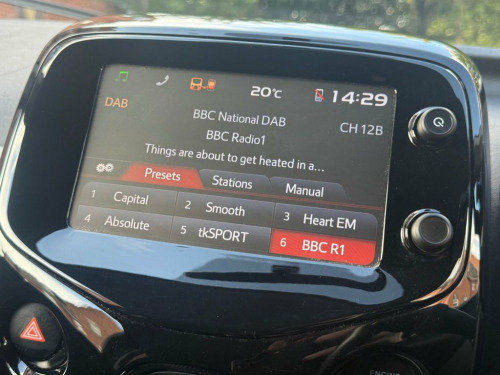 20°C 14:29
DAB
BBC National DAB
CH 12B
BBC Radio1
Things are about to get heated in a...
Presets Stations Manual
1 Capital 2 Smooth 3 Heart EM
4 Absolute 5 tkSPORT 6 BBC R1
ENGINE